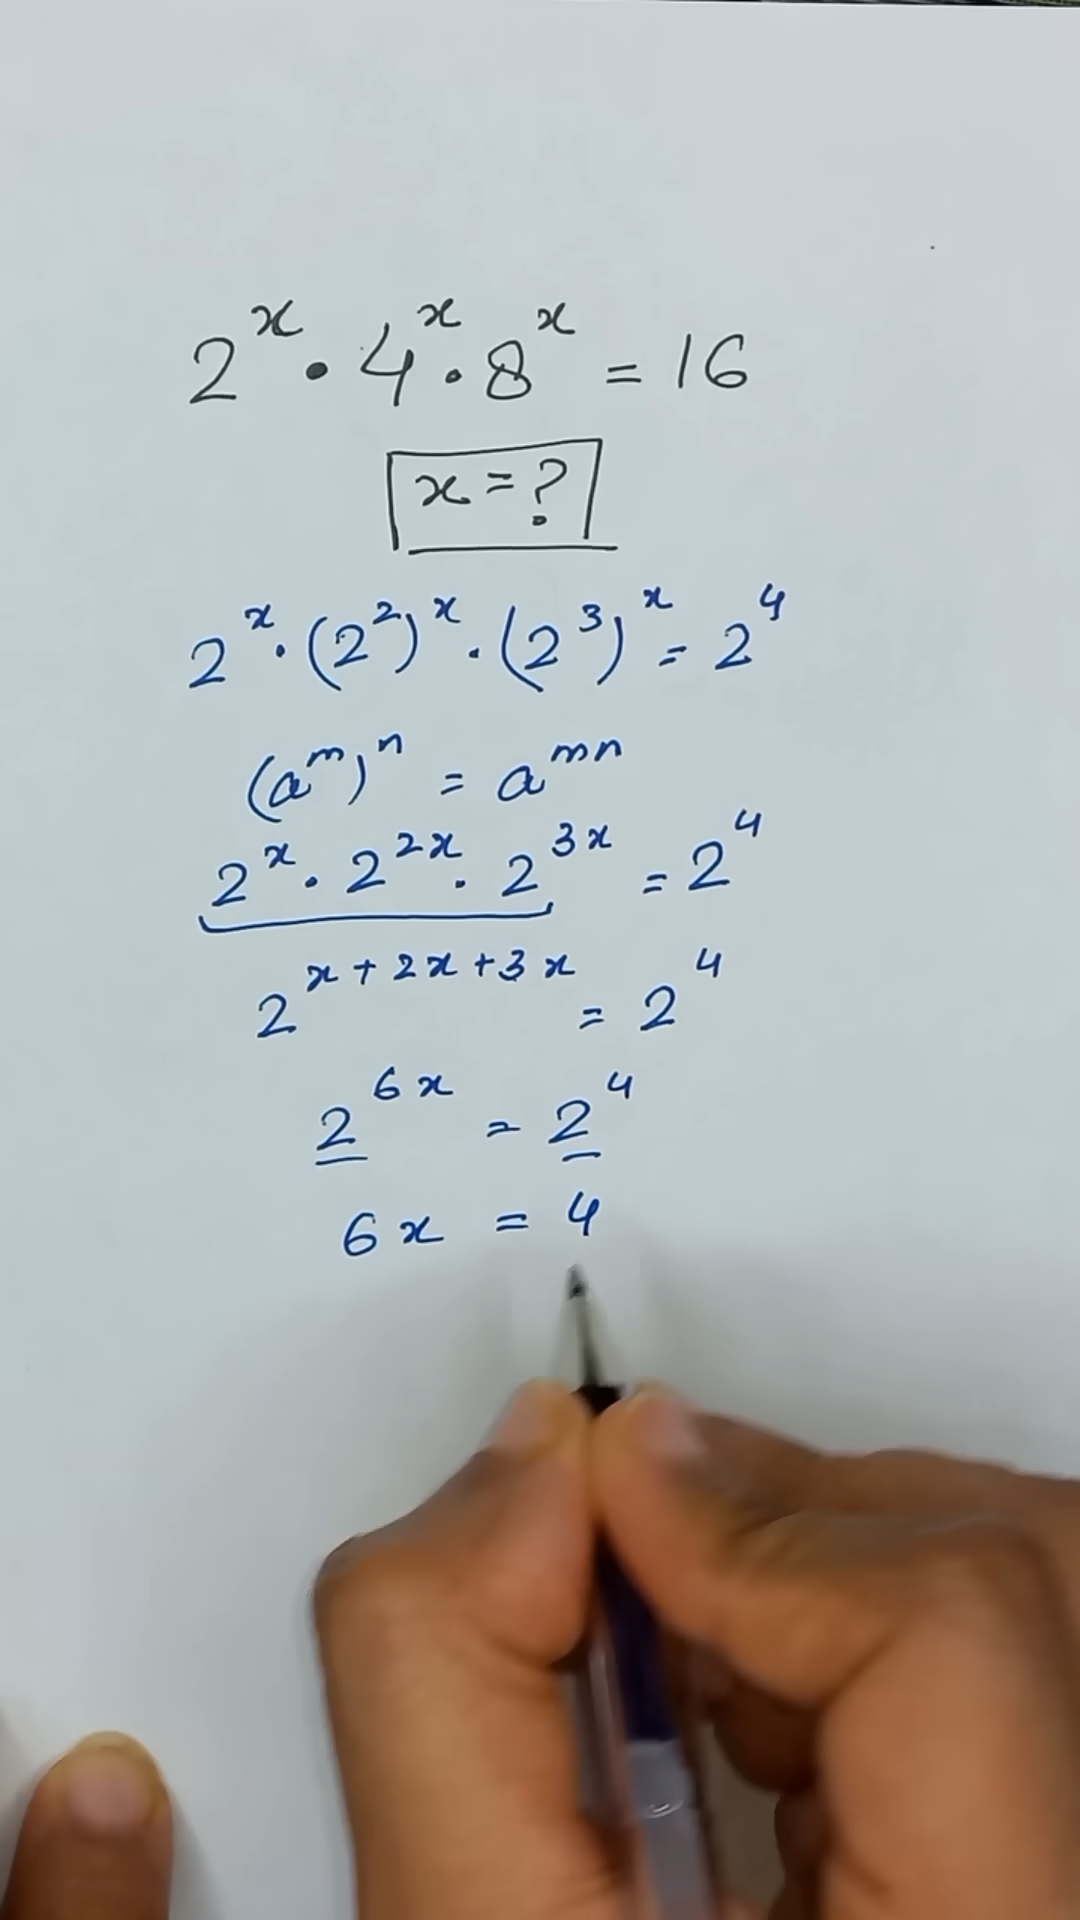 2^x · 4^x · 8^x = 16
x = ?
2^x · (2^2)^x · (2^3)^x = 2^4
(a^m)^n = a^mn
2^x · 2^2x · 2^3x = 2^4
2^x+2x+3x = 2^4
2^6x = 2^4
6x = 4